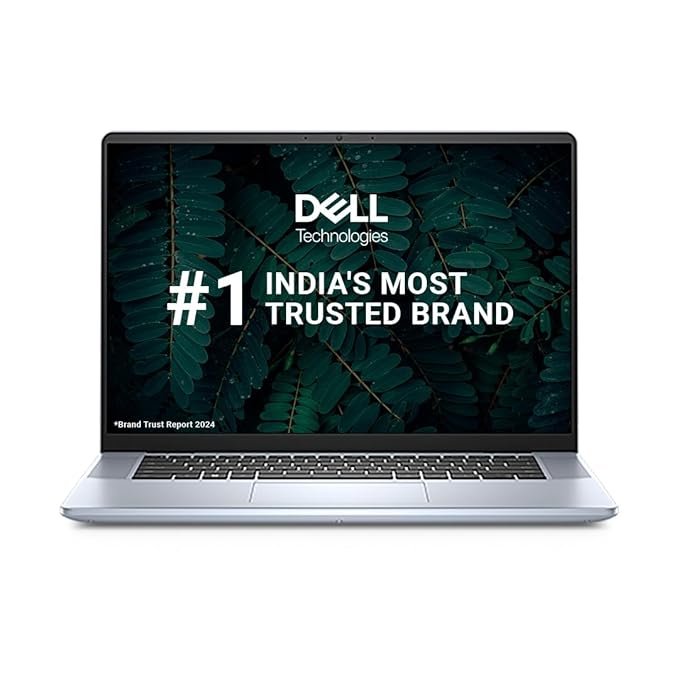 DELL
Technologies
#1 INDIA'S MOST
TRUSTED BRAND
*Brand Trust Report 2024